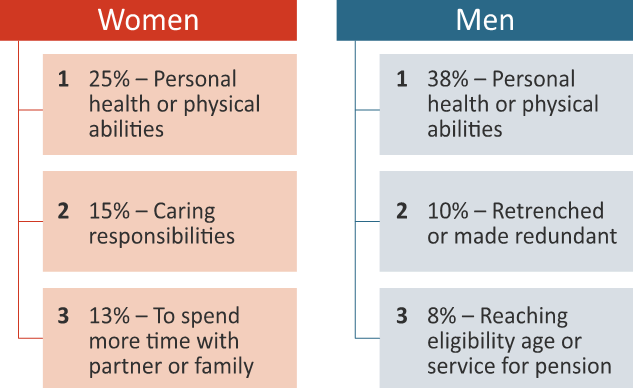 Women
1 25% – Personal
health or physical
abilities
2 15% – Caring
responsibilities
3 13% – To spend
more time with
partner or family
Men
1 38% – Personal
health or physical
abilities
2 10% – Retrenched
or made redundant
3 8% – Reaching
eligibility age or
service for pension